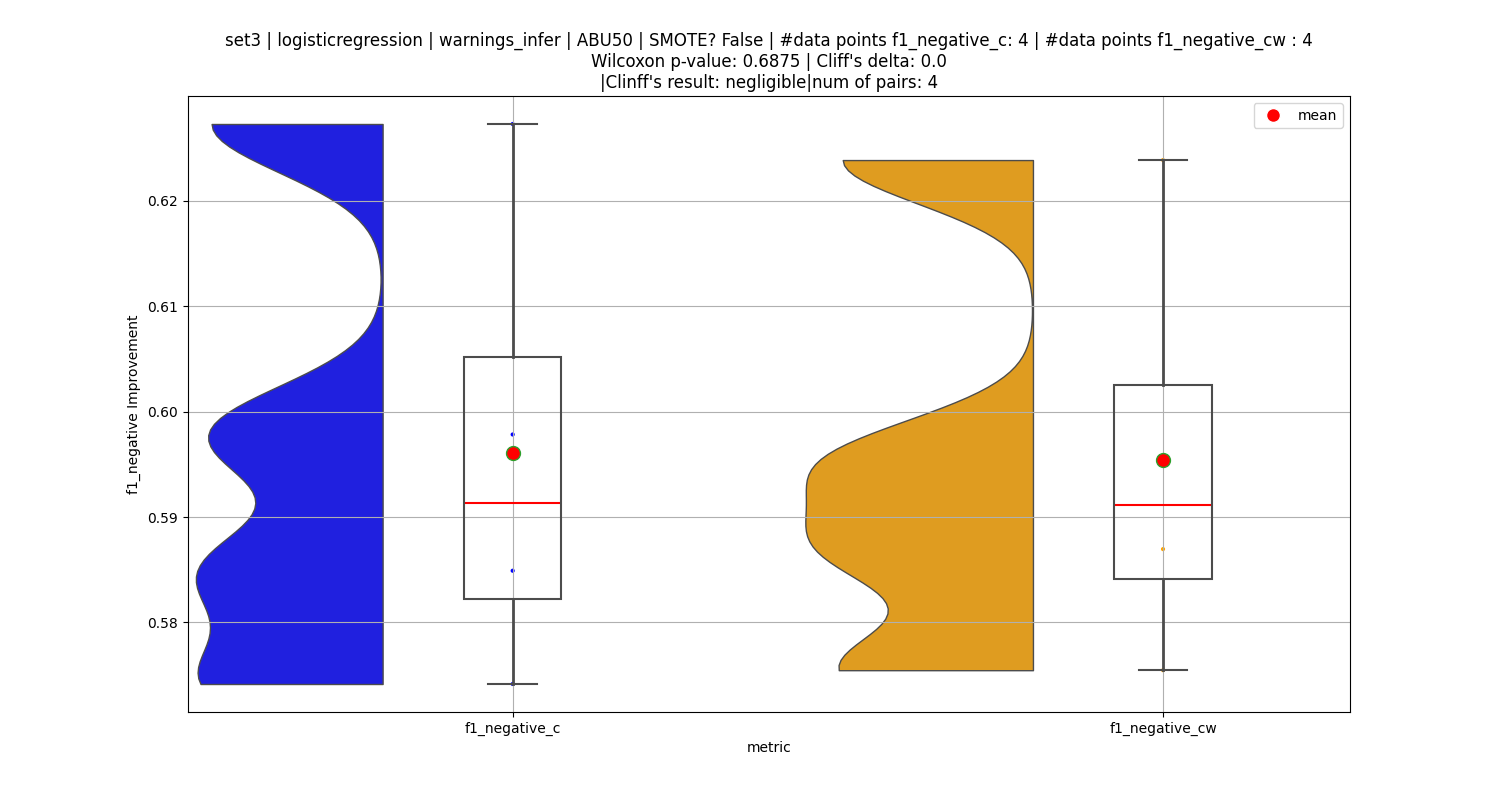 set3 | logisticregression | warnings_infer | ABU50 | SMOTE? False | #data points f1_negative_c: 4 | #data points f1_negative_cw : 4
Wilcoxon p-value: 0.6875 | Cliff's delta: 0.0
|Clinff's result: negligible|num of pairs: 4
mean
0.62
0.61
0.60
0.59
0.58
f1_negative Improvement
f1_negative_c
f1_negative_cw
metric